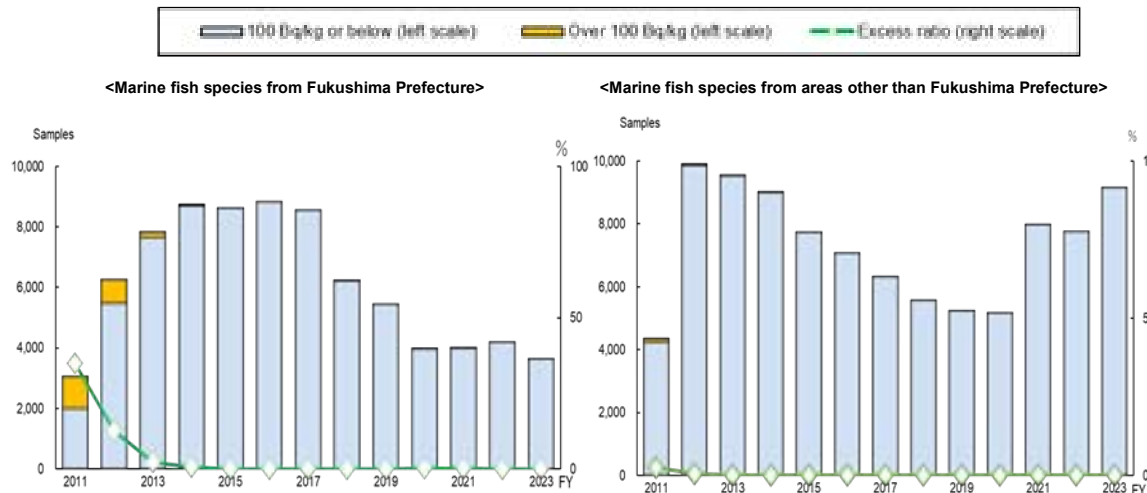 100 Bq/kg or below (left scale) Over 100 Bq/kg (left scale) Excess ratio (right scale)
<Marine fish species from Fukushima Prefecture>
Samples
%
10,000
8,000
6,000
4,000
2,000
0
100
50
0
2011 2013 2015 2017 2019 2021 2023 FY
<Marine fish species from areas other than Fukushima Prefecture>
Samples
%
10,000
8,000
6,000
4,000
2,000
0
1
5
0
2011 2013 2015 2017 2019 2021 2023 FY